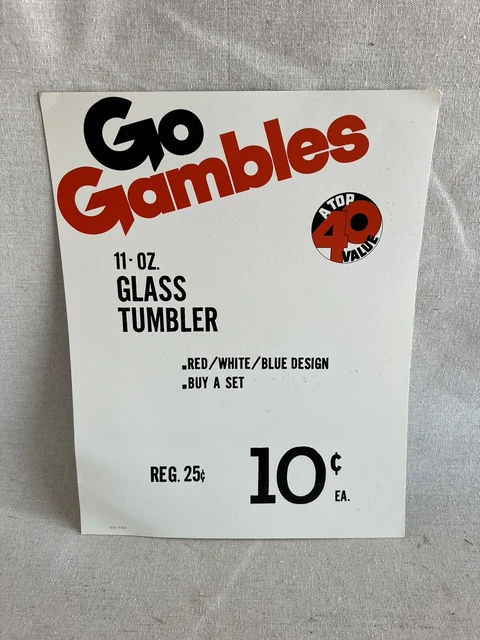 Go
Gambles
A TOP
40
VALUE
11-OZ.
GLASS
TUMBLER
▪RED/WHITE/BLUE DESIGN
▪BUY A SET
REG. 25¢
10¢
EA.